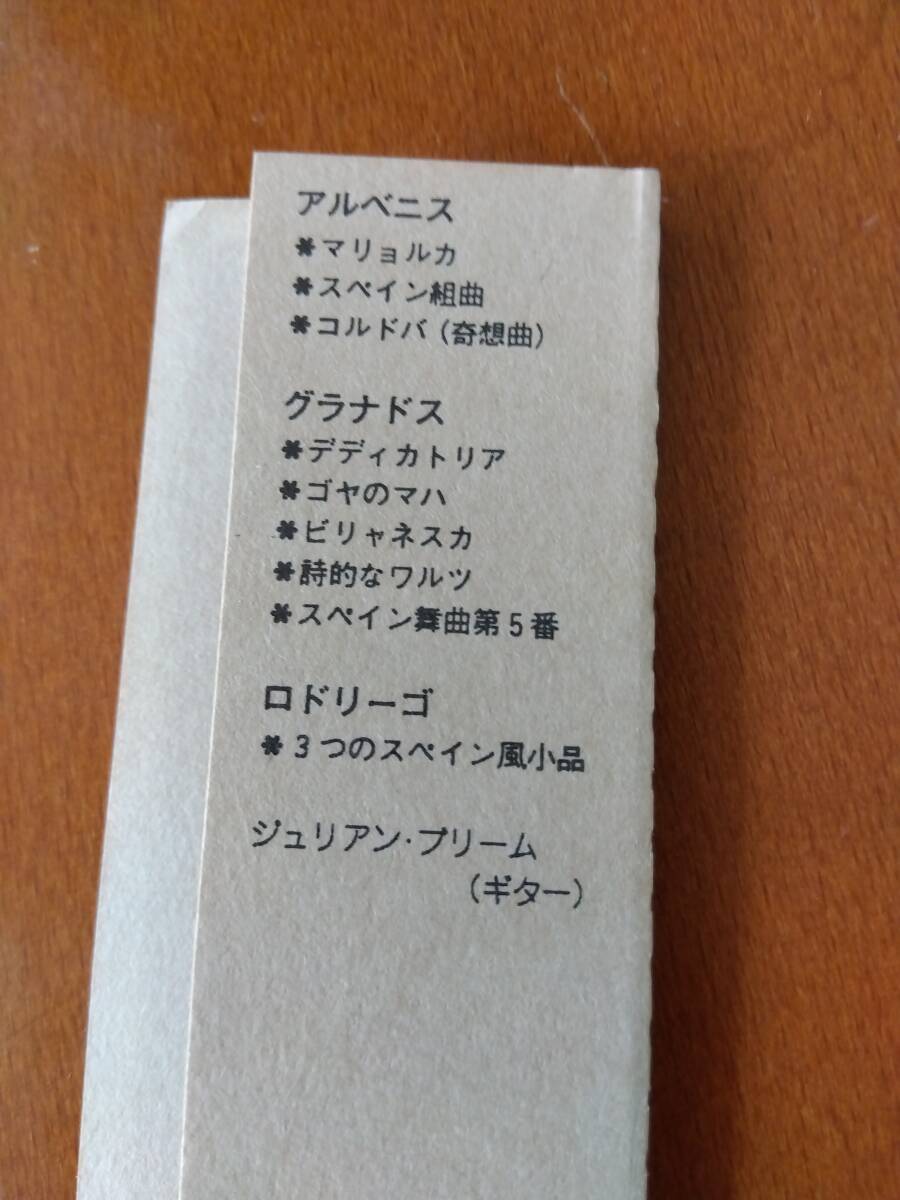 アルベニス
*マリョルカ
*スペイン組曲
*コルドバ(奇想曲)
グラナドス
*デディカトリア
*ゴヤのマハ
*ビリャネスカ
*詩的なワルツ
*スペイン舞曲第5番
ロドリーゴ
*3つのスペイン風小品
ジュリアン・ブリーム
(ギター)